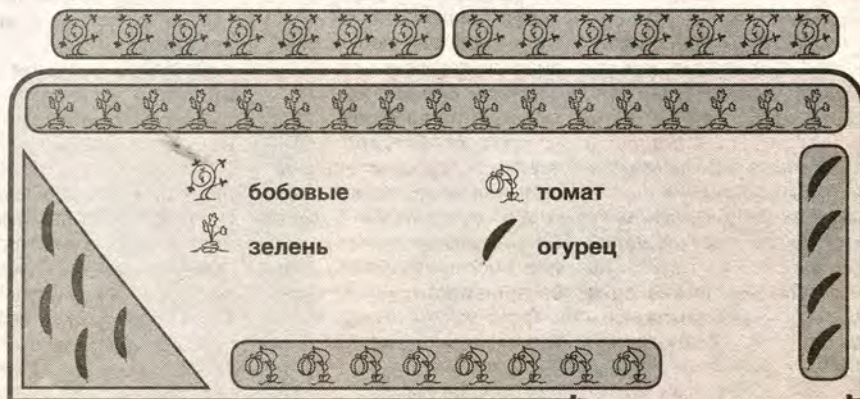 бобовые
томат
зелень
огурец